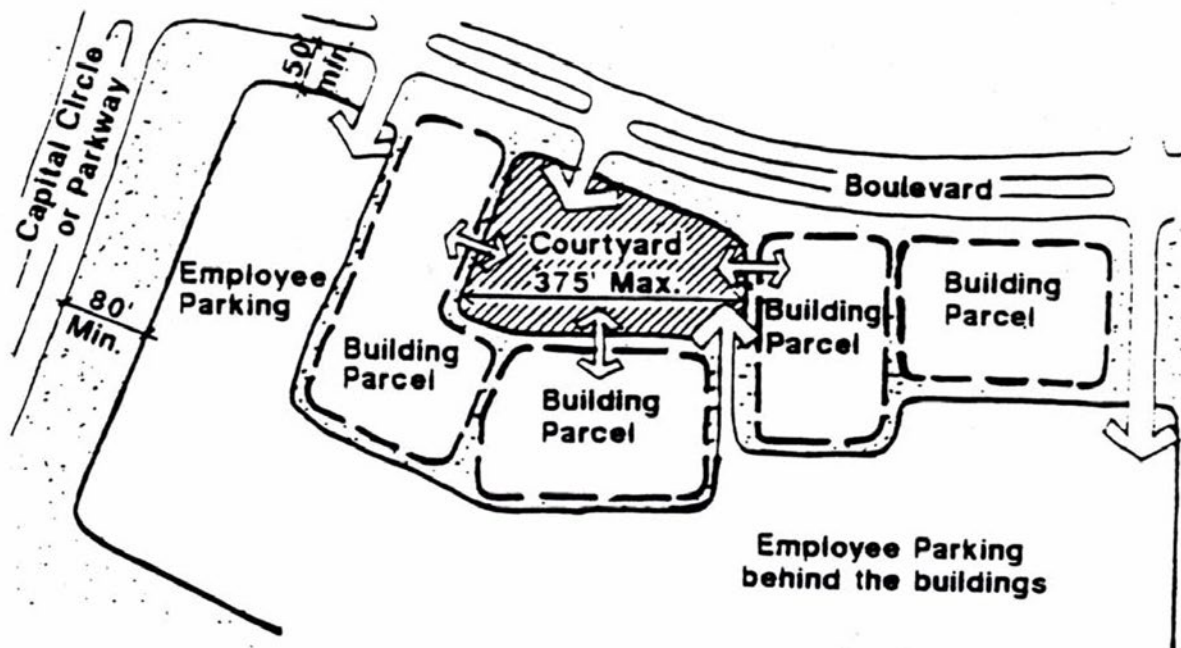 50'
min.
Capital Circle
or Parkway
Boulevard
Courtyard
375' Max.
Employee
Parking
80'
Min.
Building
Parcel
Building
Parcel
Building
Parcel
Building
Parcel
Employee Parking
behind the buildings